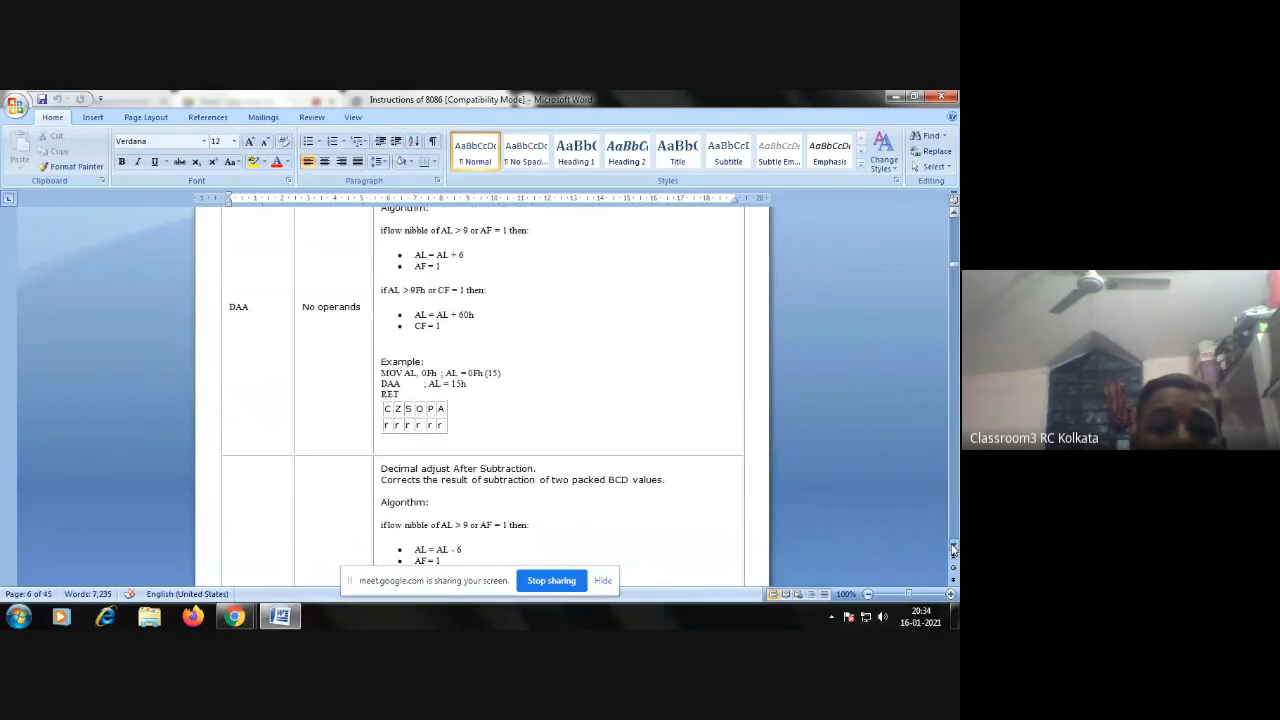 Instructions of 8086 [Compatibility Mode] - Microsoft Word
Home Insert Page Layout References Mailings Review View
Cut
Copy
Format Painter
Paste
Clipboard
Verdana 12
Font
Paragraph
AaBbCcDc AaBbCcDc AaBbC AaBbCc AaBl AaBbCcI AaBbCcDc AaBbCcDc
¶ Normal ¶ No Spaci... Heading 1 Heading 2 Title Subtitle Subtle Em... Emphasis
Change Styles
Styles
Find
Replace
Select
Editing
Algorithm:
if low nibble of AL > 9 or AF = 1 then:
• AL = AL + 6
• AF = 1
if AL > 9Fh or CF = 1 then:
DAA No operands
• AL = AL + 60h
• CF = 1
Example:
MOV AL, 0Fh ; AL = 0Fh (15)
DAA ; AL = 15h
RET
C Z S O P A
r r r r r r
Decimal adjust After Subtraction.
Corrects the result of subtraction of two packed BCD values.
Algorithm:
if low nibble of AL > 9 or AF = 1 then:
• AL = AL - 6
• AF = 1
meet.google.com is sharing your screen. Stop sharing Hide
Page: 6 of 45 Words: 7,235 English (United States) 100%
20:34
16-01-2021
Classroom3 RC Kolkata